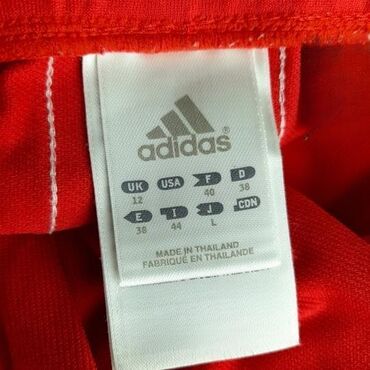 adidas®
UK USA F D
12 40 38
E I J CDN
38 44 L
MADE IN THAILAND
FABRIQUÉ EN THAILANDE